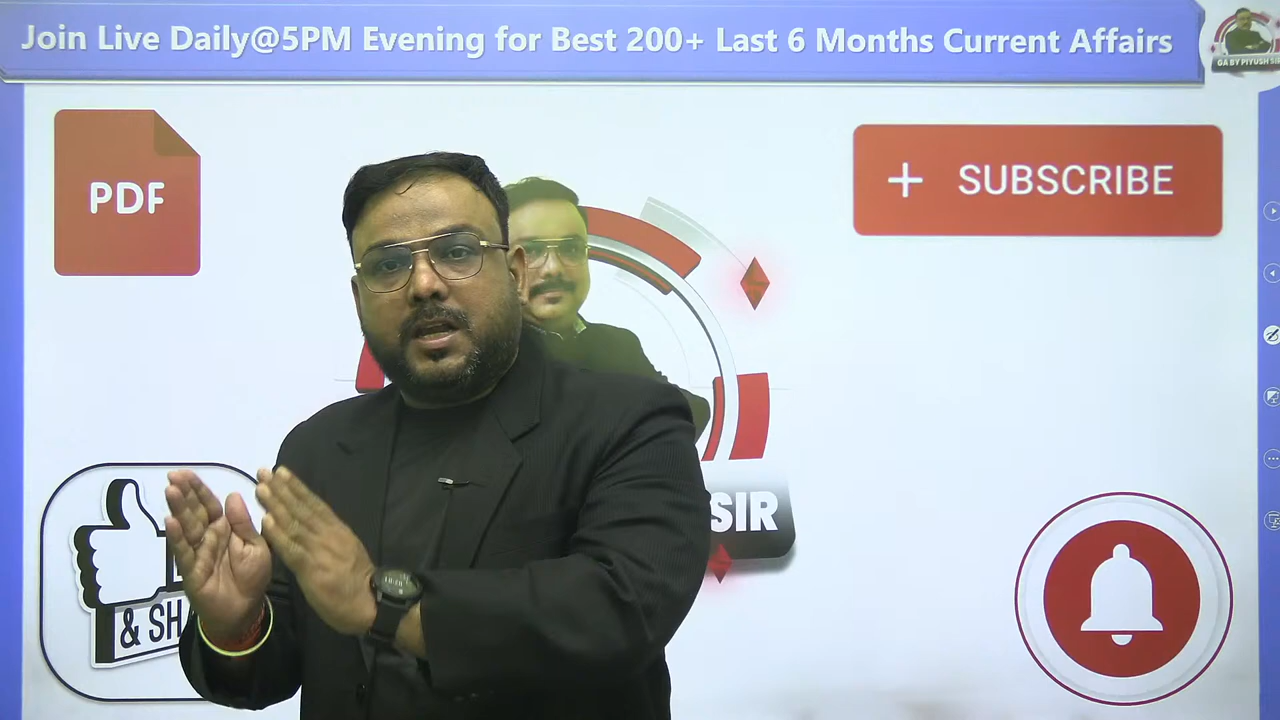 Join Live Daily@5PM Evening for Best 200+ Last 6 Months Current Affairs
GA BY PIYUSH SIR
PDF
+ SUBSCRIBE
SIR
& SH